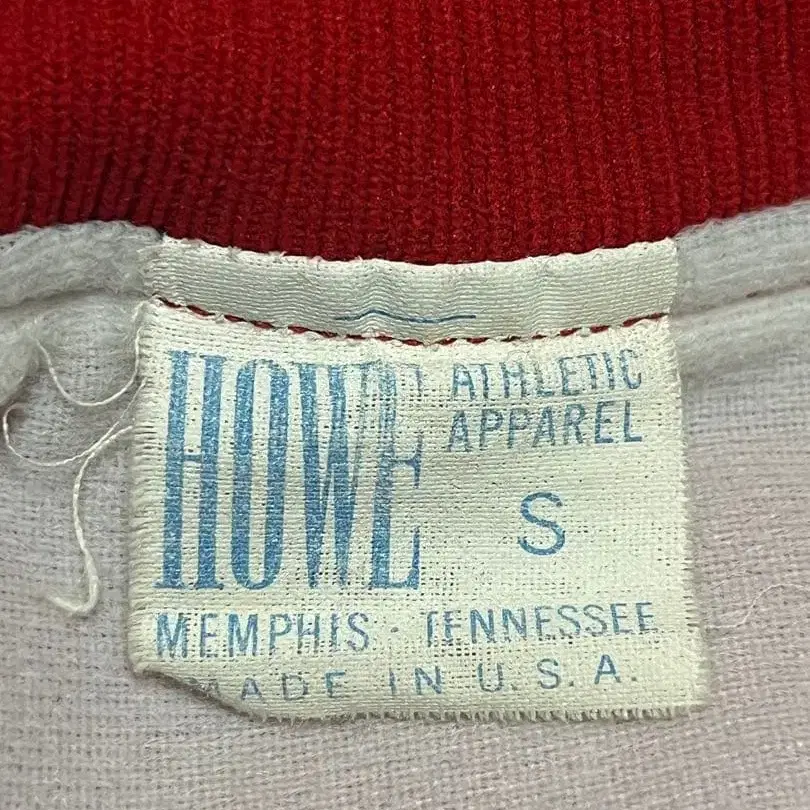 HOWE ATHLETIC
APPAREL
S
MEMPHIS · TENNESSEE
MADE IN U.S.A.